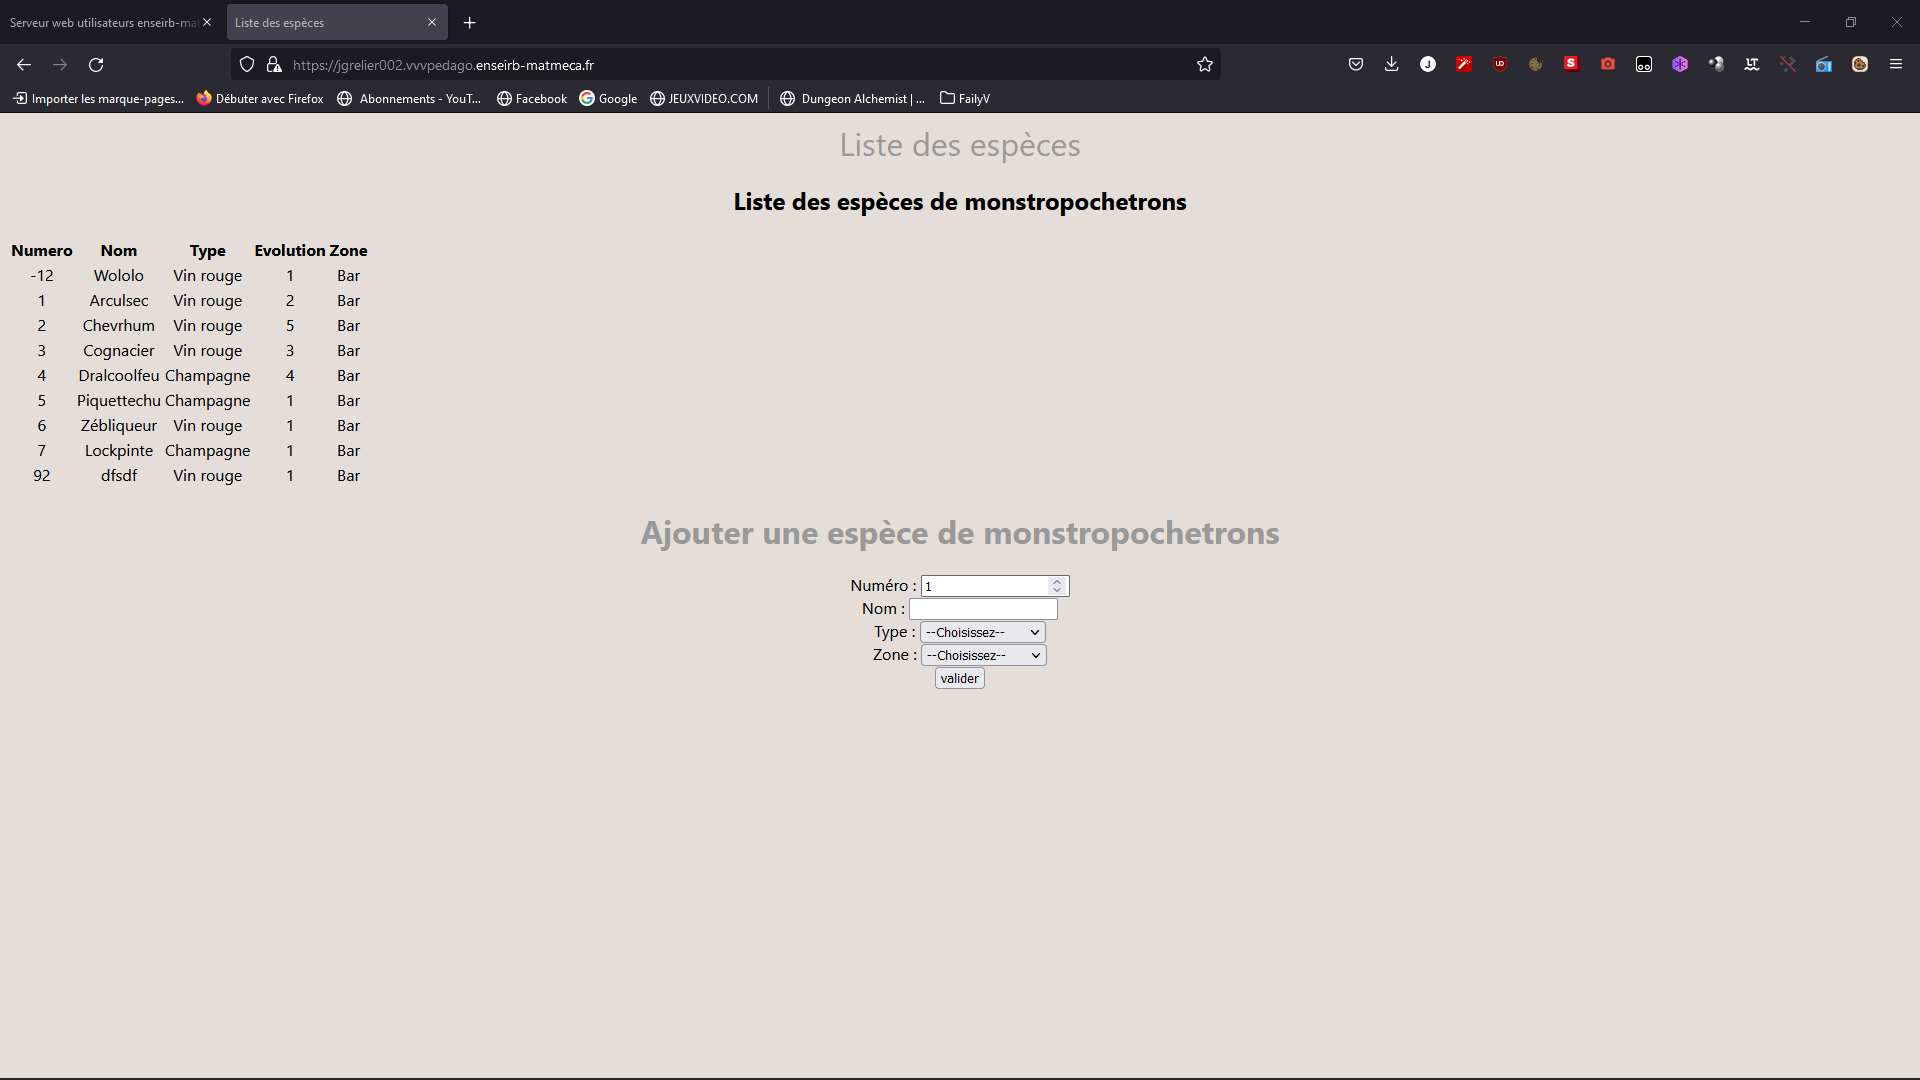 Serveur web utilisateurs enseirb-ma
Liste des espèces
https://jgrelier002.vvvpedago.enseirb-matmeca.fr
Importer les marque-pages... Débuter avec Firefox Abonnements - YouT... Facebook Google JEUXVIDEO.COM Dungeon Alchemist | ... FailyV
Liste des espèces
Liste des espèces de monstropochetrons
Numero Nom Type Evolution Zone
-12 Wololo Vin rouge 1 Bar
1 Arculsec Vin rouge 2 Bar
2 Chevrhum Vin rouge 5 Bar
3 Cognacier Vin rouge 3 Bar
4 Dralcoolfeu Champagne 4 Bar
5 Piquettechu Champagne 1 Bar
6 Zébliqueur Vin rouge 1 Bar
7 Lockpinte Champagne 1 Bar
92 dfsdf Vin rouge 1 Bar
Ajouter une espèce de monstropochetrons
Numéro : 1
Nom :
Type : --Choisissez--
Zone : --Choisissez--
valider